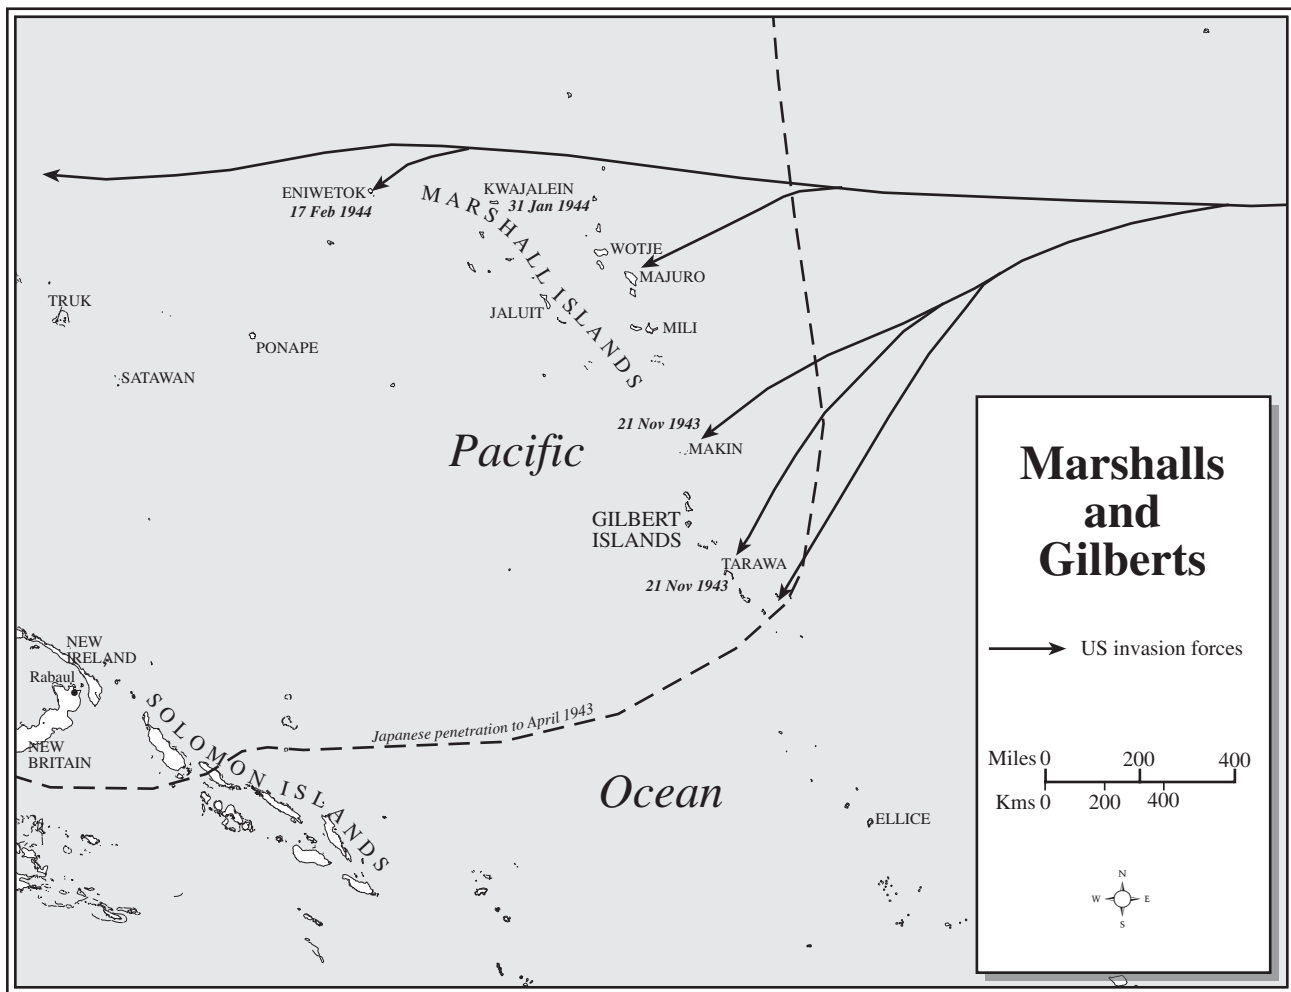 ENIWETOK
17 Feb 1944
KWAJALEIN
31 Jan 1944
MARSHALL ISLANDS
WOTJE
MAJURO
TRUK
JALUIT
MILI
PONAPE
SATAWAN
21 Nov 1943
MAKIN
Pacific
GILBERT
ISLANDS
TARAWA
21 Nov 1943
NEW
IRELAND
Rabaul
SOLOMON ISLANDS
NEW
BRITAIN
Japanese penetration to April 1943
Ocean
ELLICE
Marshalls
and
Gilberts
US invasion forces
Miles 0 200 400
Kms 0 200 400
N
W E
S